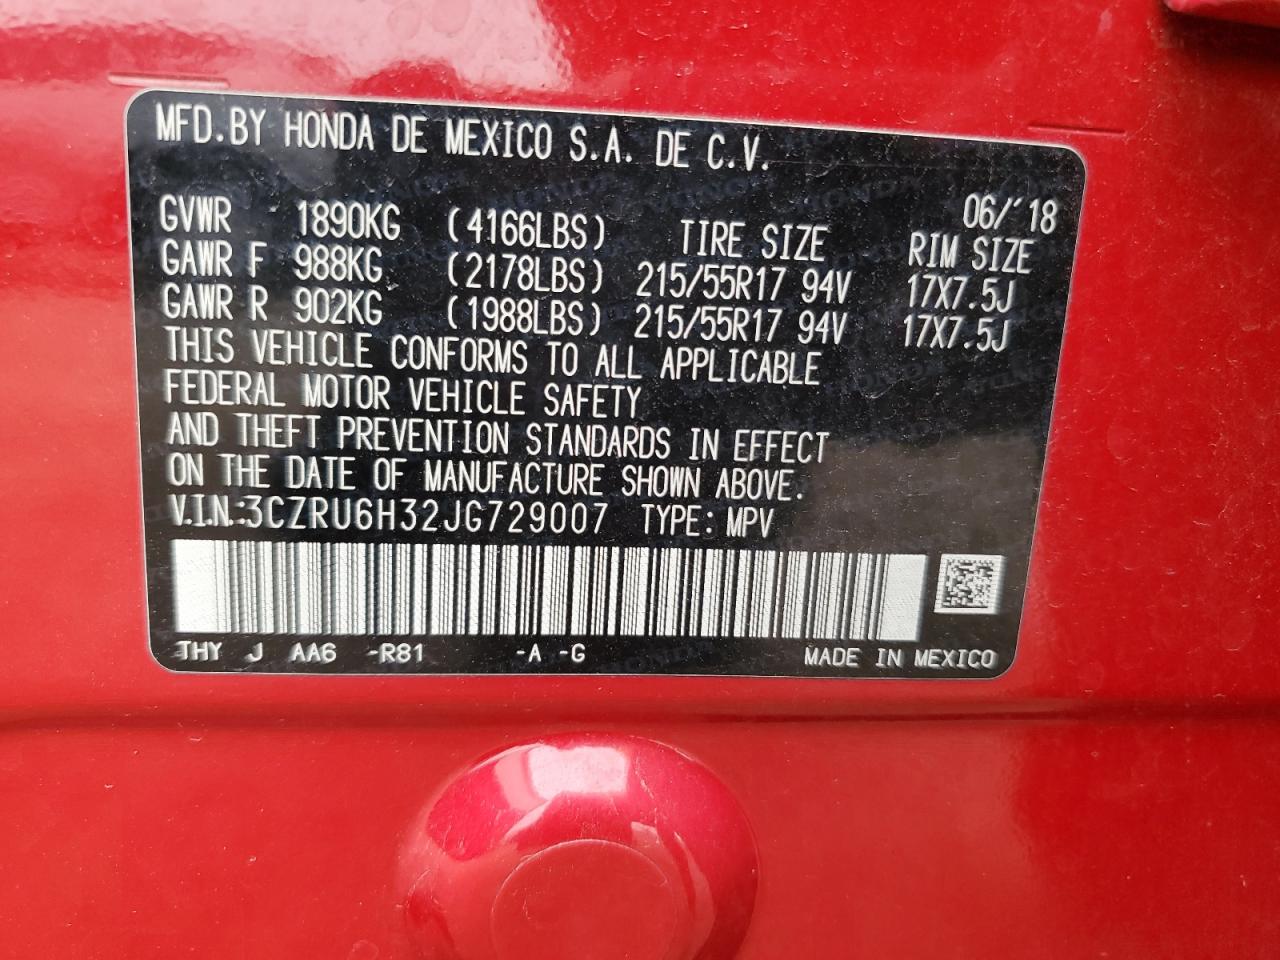 MFD.BY HONDA DE MEXICO S.A. DE C.V.
06/'18
GVWR 1890KG (4166LBS) TIRE SIZE RIM SIZE
GAWR F 988KG (2178LBS) 215/55R17 94V 17X7.5J
GAWR R 902KG (1988LBS) 215/55R17 94V 17X7.5J
THIS VEHICLE CONFORMS TO ALL APPLICABLE
FEDERAL MOTOR VEHICLE SAFETY
AND THEFT PREVENTION STANDARDS IN EFFECT
ON THE DATE OF MANUFACTURE SHOWN ABOVE.
V.I.N:3CZRU6H32JG729007 TYPE: MPV
THY J AA6 -R81 -A -G MADE IN MEXICO